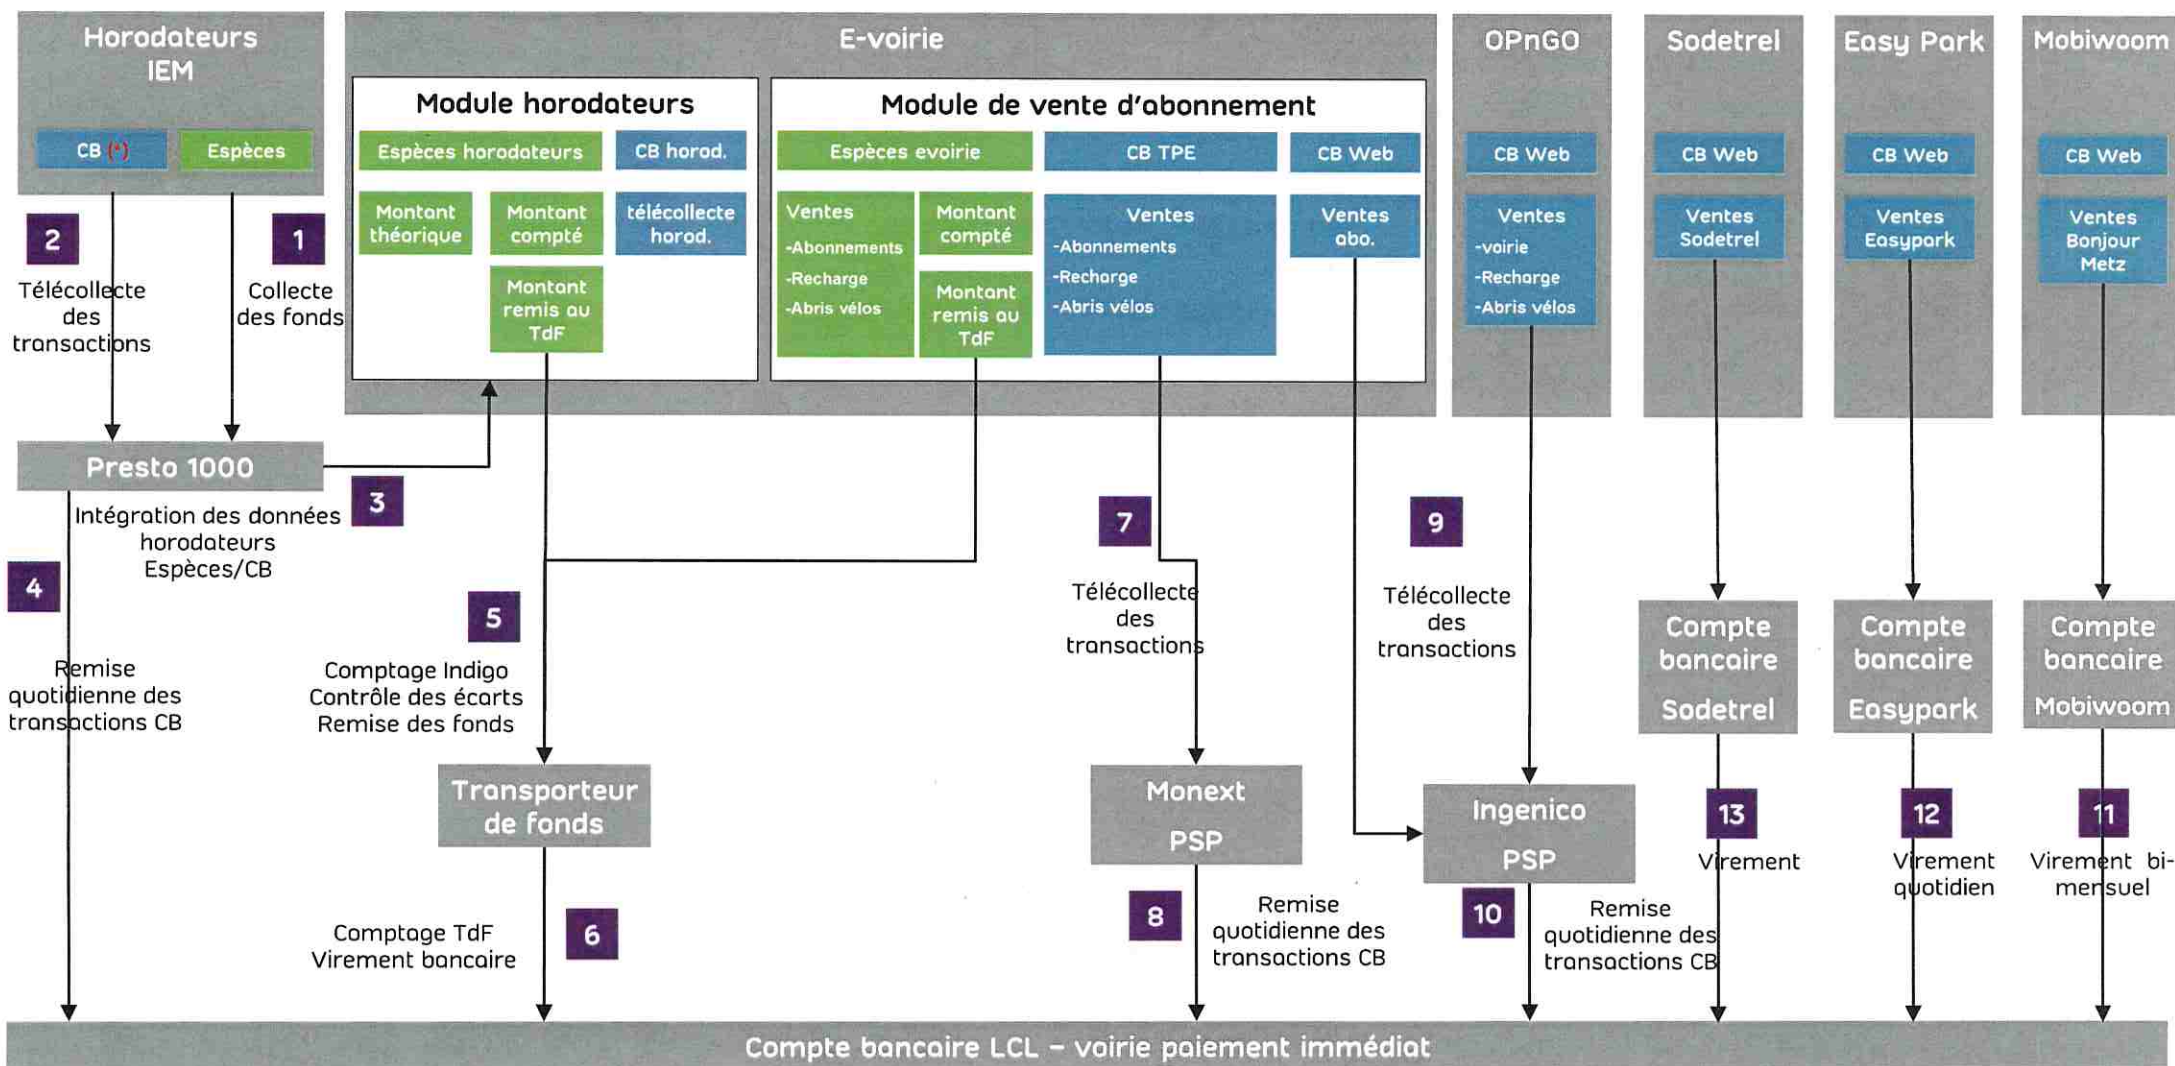 Horodateurs
IEM
CB (*)
Espèces
E-voirie
Module horodateurs
Espèces horodateurs
CB horod.
Montant
théorique
Montant
compté
télécollecte
horod.
Montant
remis au
TdF
Module de vente d'abonnement
Espèces evoirie
CB TPE
CB Web
Ventes
-Abonnements
-Recharge
-Abris vélos
Montant
compté
Montant
remis au
TdF
Ventes
-Abonnements
-Recharge
-Abris vélos
Ventes
abo.
OPnGO
CB Web
Ventes
-voirie
-Recharge
-Abris vélos
Sodetrel
CB Web
Ventes
Sodetrel
Easy Park
CB Web
Ventes
Easypark
Mobiwoom
CB Web
Ventes
Bonjour
Metz
2
Télécollecte
des
transactions
1
Collecte
des fonds
Presto 1000
3
Intégration des données
horodateurs
Espèces/CB
4
Remise
quotidienne des
transactions CB
5
Comptage Indigo
Contrôle des écarts
Remise des fonds
7
Télécollecte
des
transactions
9
Télécollecte
des
transactions
Compte
bancaire
Sodetrel
Compte
bancaire
Easypark
Compte
bancaire
Mobiwoom
Transporteur
de fonds
Monext
PSP
Ingenico
PSP
13
Virement
12
Virement
quotidien
11
Virement bi-
mensuel
6
Comptage TdF
Virement bancaire
8
Remise
quotidienne des
transactions CB
10
Remise
quotidienne des
transactions CB
Compte bancaire LCL – voirie paiement immédiat